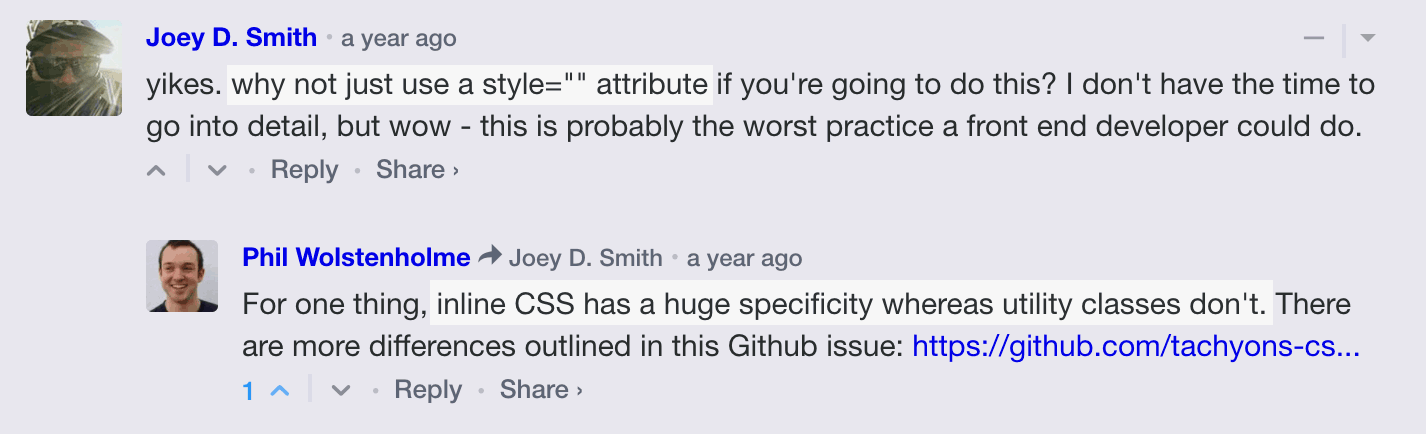 Joey D. Smith • a year ago
yikes. why not just use a style="" attribute if you're going to do this? I don't have the time to
go into detail, but wow - this is probably the worst practice a front end developer could do.
• Reply • Share ›
Phil Wolstenholme Joey D. Smith • a year ago
For one thing, inline CSS has a huge specificity whereas utility classes don't. There
are more differences outlined in this Github issue: https://github.com/tachyons-cs...
1 • Reply • Share ›